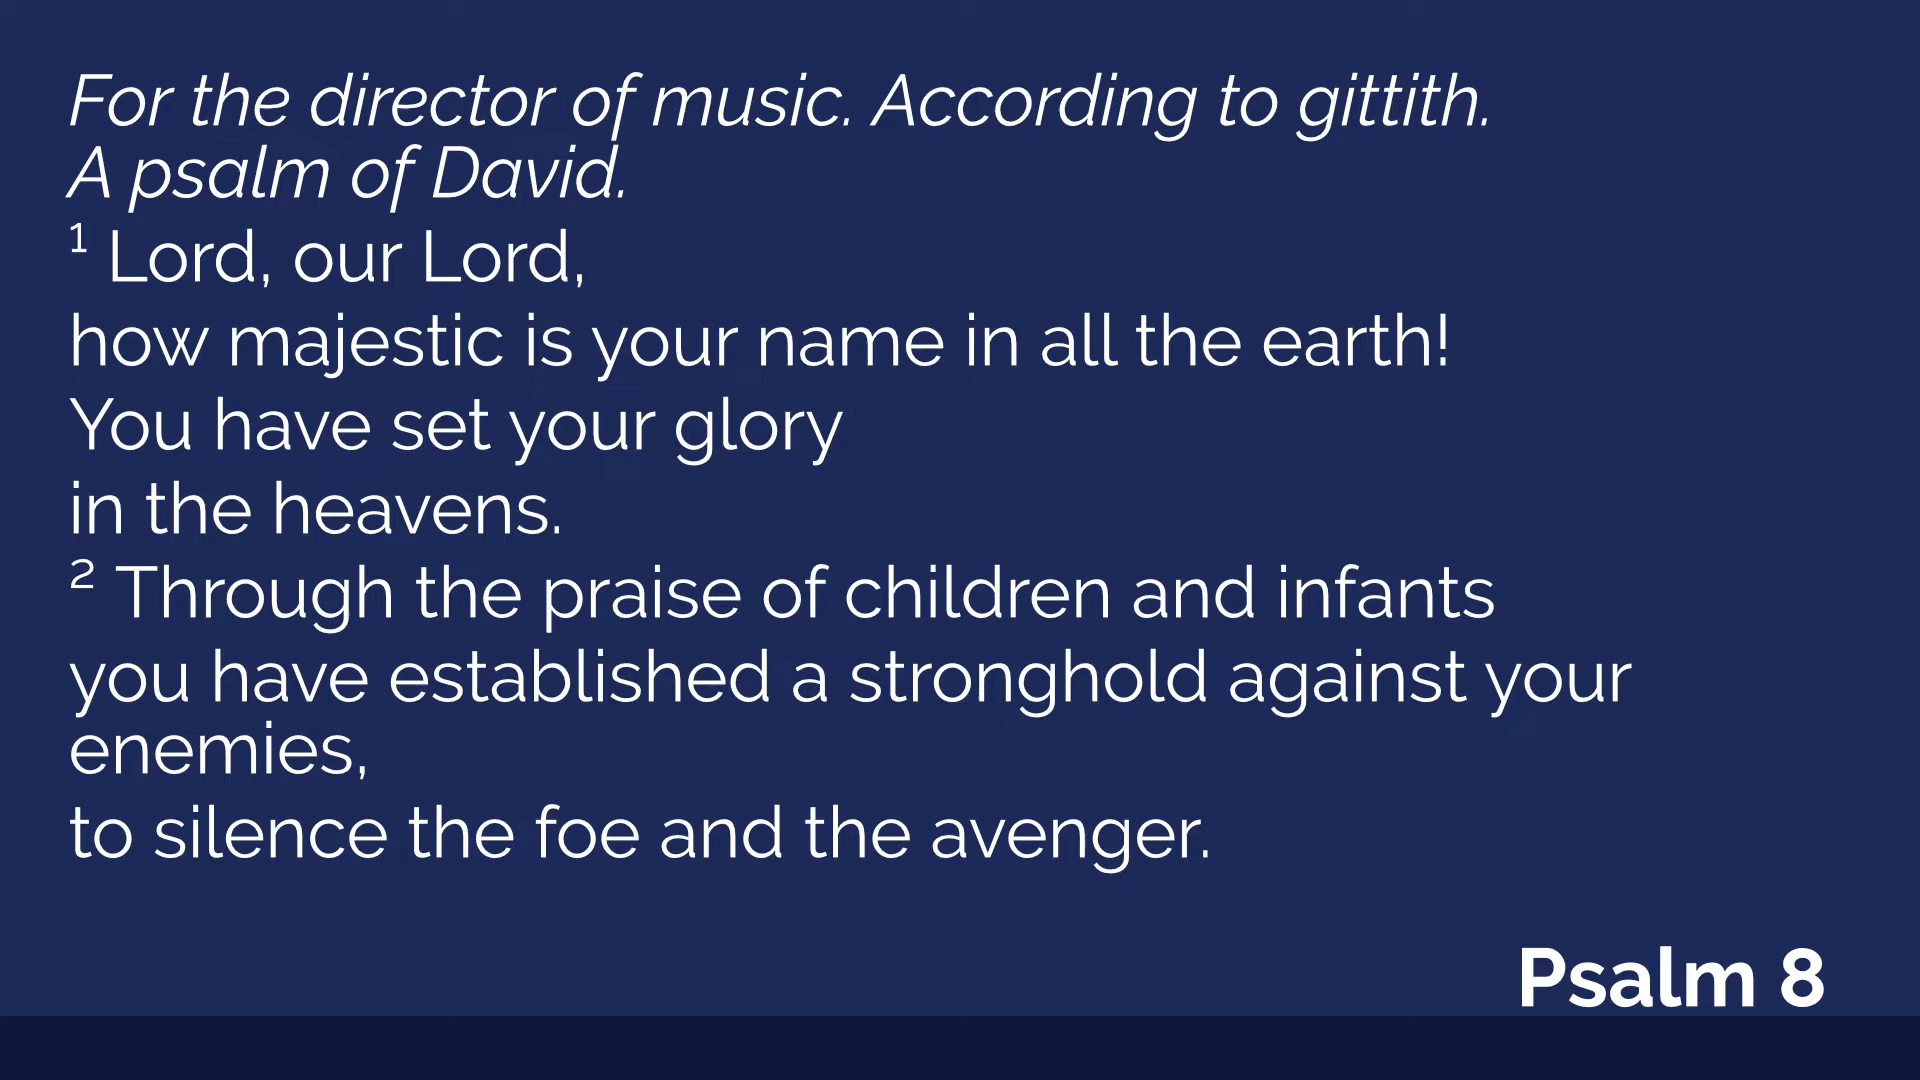 For the director of music. According to gittith.
A psalm of David.
¹ Lord, our Lord,
how majestic is your name in all the earth!
You have set your glory
in the heavens.
² Through the praise of children and infants
you have established a stronghold against your
enemies,
to silence the foe and the avenger.
Psalm 8